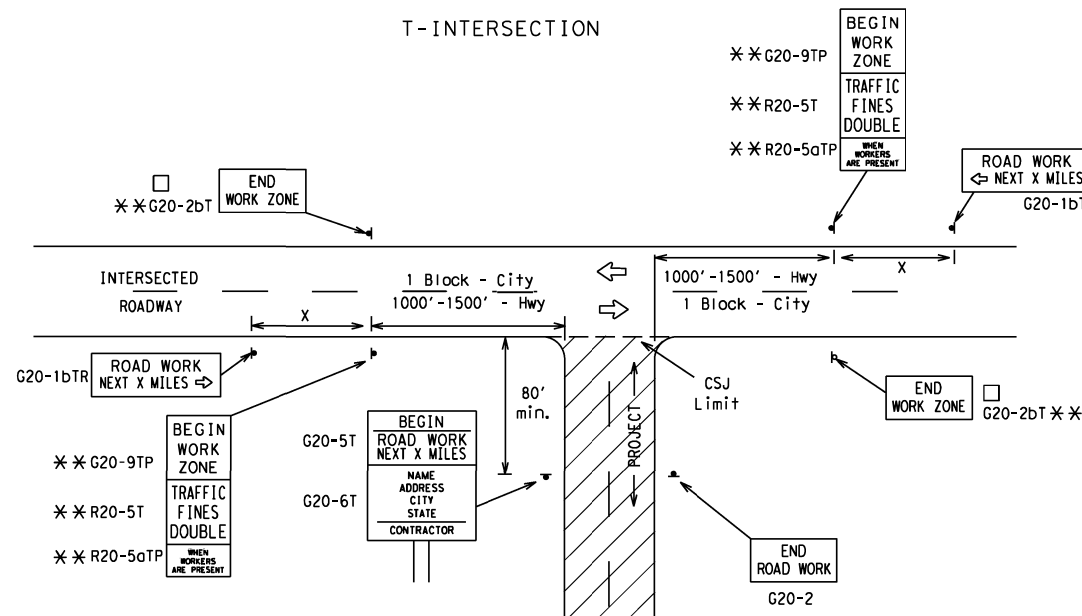 T-INTERSECTION
BEGIN
WORK
ZONE
**G20-9TP
TRAFFIC
FINES
DOUBLE
**R20-5T
WHEN
WORKERS
ARE PRESENT
**R20-5aTP
ROAD WORK
⇦ NEXT X MILES
G20-1bT
□
**G20-2bT
END
WORK ZONE
INTERSECTED
ROADWAY
1 Block - City
1000'-1500' - Hwy
1000'-1500' - Hwy
1 Block - City
X
X
G20-1bTR
ROAD WORK
NEXT X MILES ⇨
80'
min.
CSJ
Limit
PROJECT
END
WORK ZONE
□
G20-2bT **
BEGIN
WORK
ZONE
**G20-9TP
TRAFFIC
FINES
DOUBLE
**R20-5T
WHEN
WORKERS
ARE PRESENT
**R20-5aTP
G20-5T
BEGIN
ROAD WORK
NEXT X MILES
G20-6T
NAME
ADDRESS
CITY
STATE
CONTRACTOR
END
ROAD WORK
G20-2